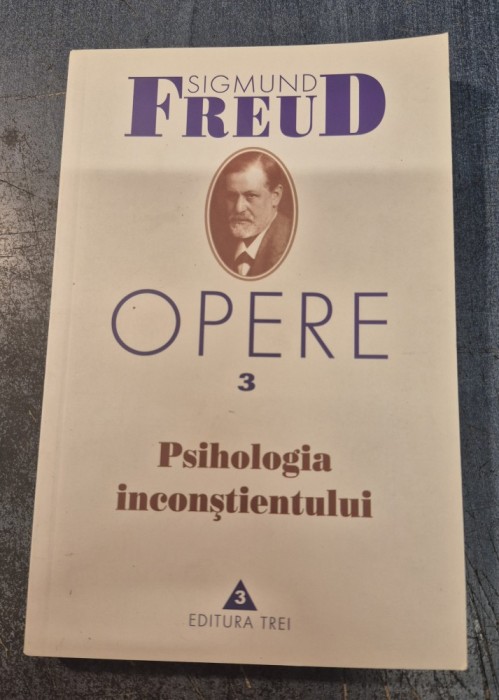 SIGMUND
FREUD
OPERE
3
Psihologia
inconştientului
3
EDITURA TREI